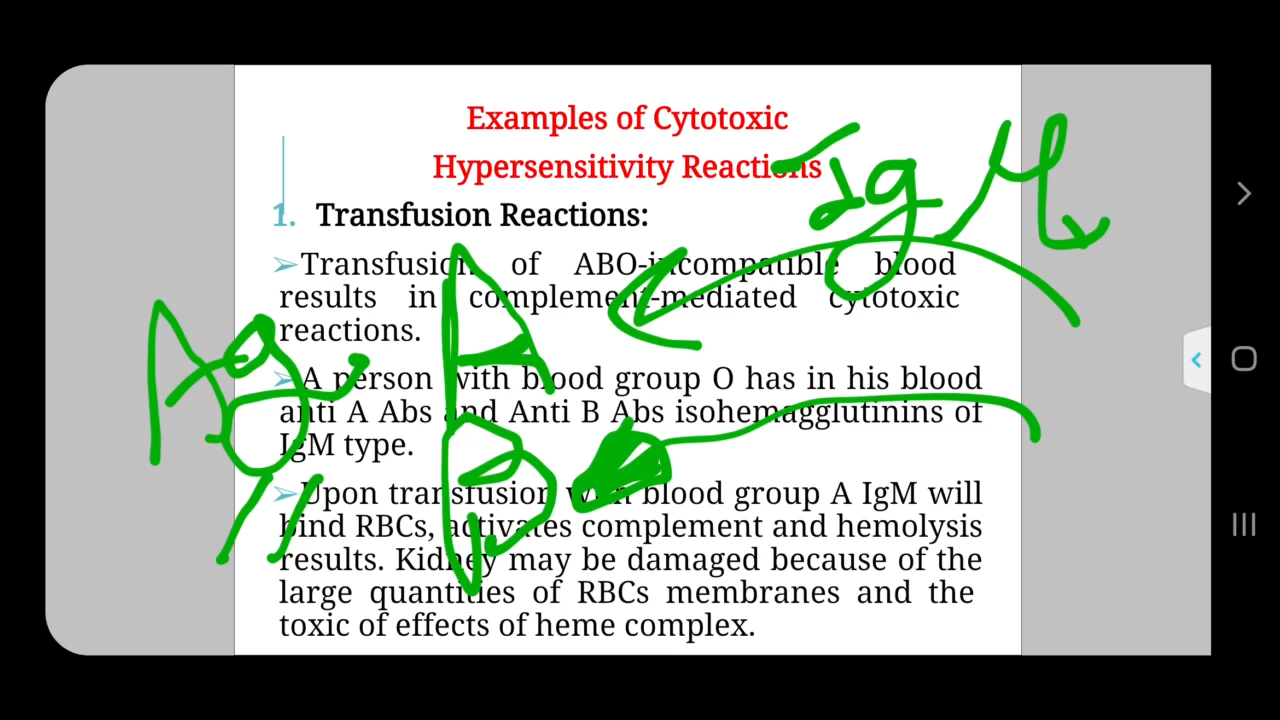 Examples of Cytotoxic
Hypersensitivity Reactions
1. Transfusion Reactions:
➢Transfusion of ABO-incompatible blood
results in complement-mediated cytotoxic
reactions.
➢A person with blood group O has in his blood
anti A Abs and Anti B Abs isohemagglutinins of
IgM type.
➢Upon transfusion with blood group A IgM will
bind RBCs, activates complement and hemolysis
results. Kidney may be damaged because of the
large quantities of RBCs membranes and the
toxic of effects of heme complex.
IgM
Ag
A
B